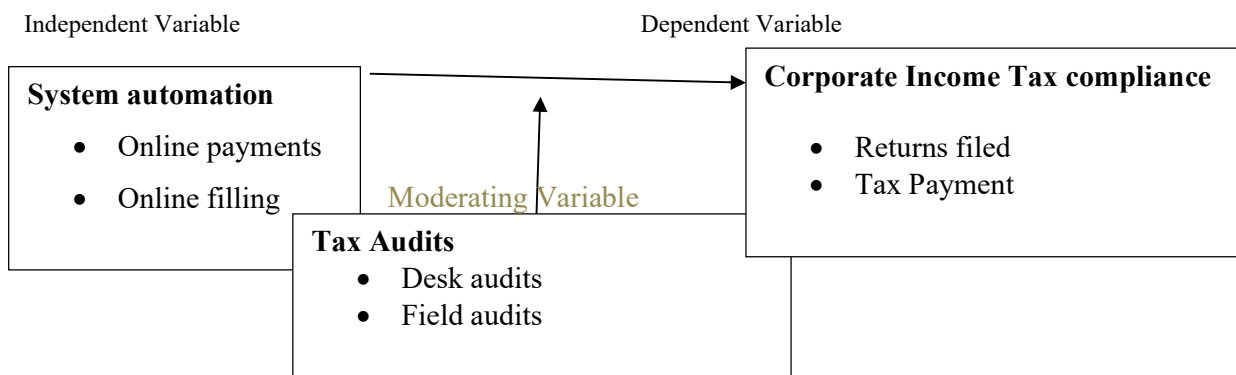 Independent Variable
Dependent Variable
System automation
• Online payments
• Online filling
Corporate Income Tax compliance
• Returns filed
• Tax Payment
Moderating Variable
Tax Audits
• Desk audits
• Field audits